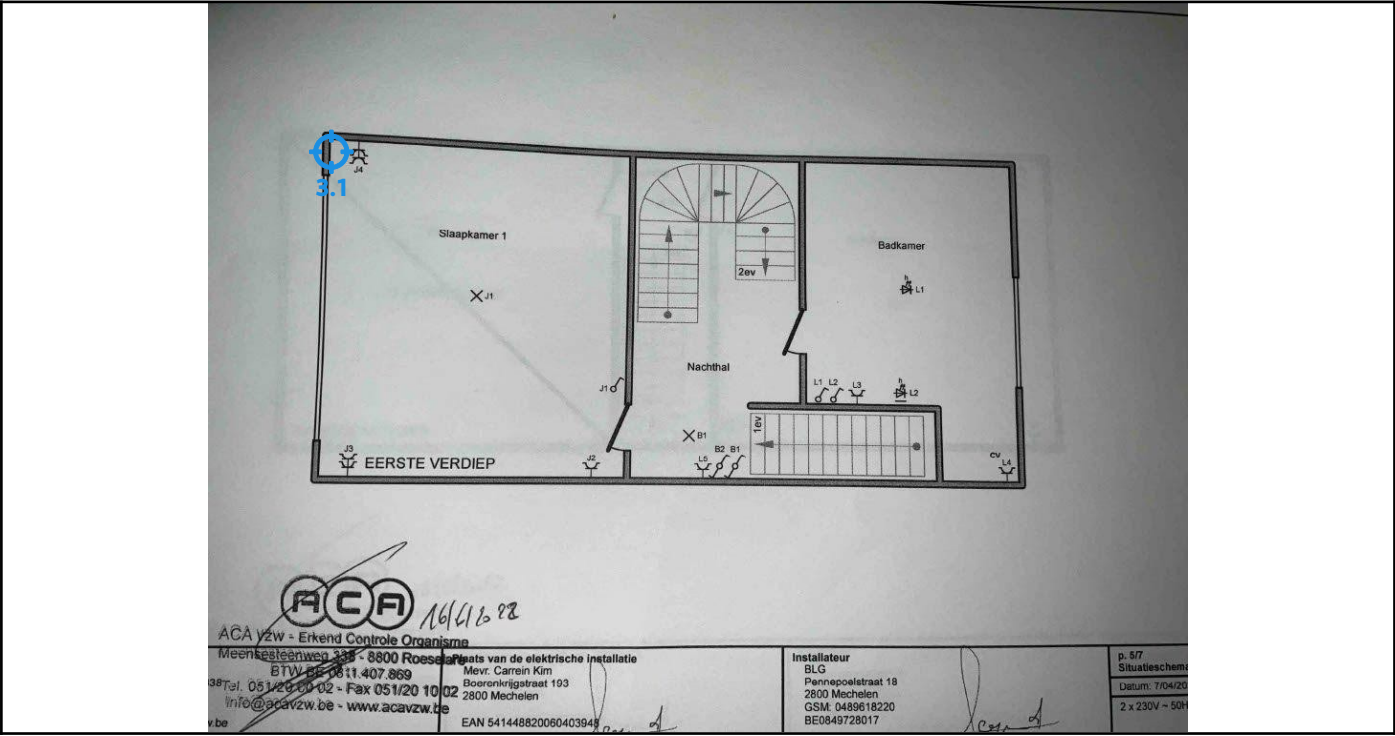 J4
3.1
Slaapkamer 1
Badkamer
2ev
h
L1
J1
Nachthal
J1
L1 L2 L3
h
L2
1ev
B1
J3
EERSTE VERDIEP
J2
L5
B2 B1
cv
L4
ACA
16/6/2022
ACA vzw - Erkend Controle Organisme
Meensesteenweg 338 - 8800 Roeselare
BTW BE 0811.407.869
Tel. 051/20 00 02 - Fax 051/20 10 02
info@acavzw.be - www.acavzw.be
Plaats van de elektrische installatie
Mevr. Carrein Kim
Boerenkrijgstraat 193
2800 Mechelen
EAN 541448820060403948
Installateur
BLG
Pennepoelstraat 18
2800 Mechelen
GSM: 0489618220
BE0849728017
p. 5/7
Situatieschema
Datum: 7/04/20
2 x 230V ~ 50H